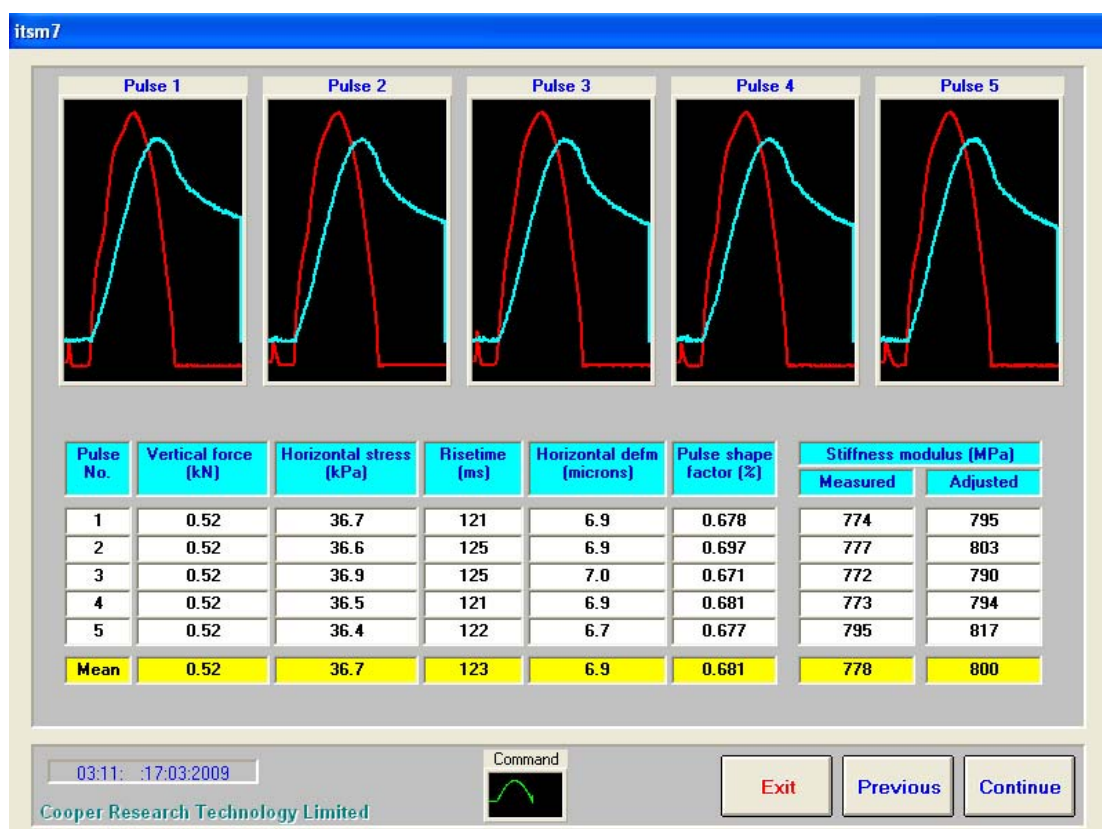 itsm7
Pulse 1 Pulse 2 Pulse 3 Pulse 4 Pulse 5
Pulse No. Vertical force (kN) Horizontal stress (kPa) Risetime (ms) Horizontal defm (microns) Pulse shape factor (%) Stiffness modulus (MPa)
Measured Adjusted
1 0.52 36.7 121 6.9 0.678 774 795
2 0.52 36.6 125 6.9 0.697 777 803
3 0.52 36.9 125 7.0 0.671 772 790
4 0.52 36.5 121 6.9 0.681 773 794
5 0.52 36.4 122 6.7 0.677 795 817
Mean 0.52 36.7 123 6.9 0.681 778 800
03:11: :17:03:2009
Command
Exit Previous Continue
Cooper Research Technology Limited